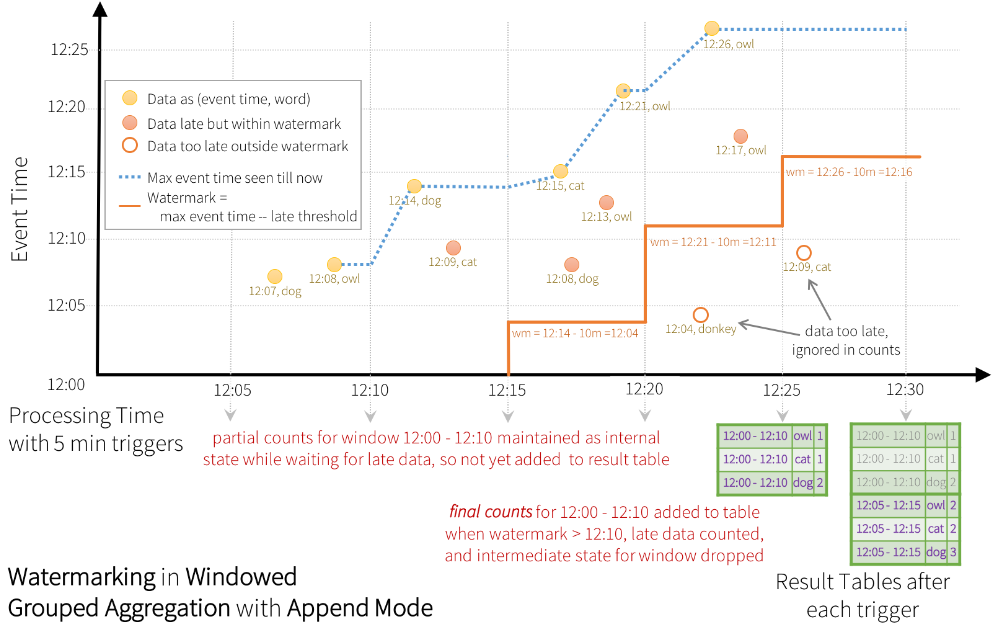 12:25
12:20
12:15
12:10
12:05
12:00
Event Time
Data as (event time, word)
Data late but within watermark
Data too late outside watermark
Max event time seen till now
Watermark =
max event time -- late threshold
12:07, dog
12:08, owl
12:14, dog
12:09, cat
12:15, cat
12:08, dog
12:13, owl
12:21, owl
12:26, owl
12:17, owl
12:04, donkey
12:09, cat
wm = 12:14 - 10m =12:04
wm = 12:21 - 10m =12:11
wm = 12:26 - 10m =12:16
data too late,
ignored in counts
12:05
12:10
12:15
12:20
12:25
12:30
Processing Time
with 5 min triggers
partial counts for window 12:00 - 12:10 maintained as internal
state while waiting for late data, so not yet added to result table
final counts for 12:00 - 12:10 added to table
when watermark > 12:10, late data counted,
and intermediate state for window dropped
12:00 - 12:10 owl 1
12:00 - 12:10 cat 1
12:00 - 12:10 dog 2
12:00 - 12:10 owl 1
12:00 - 12:10 cat 1
12:00 - 12:10 dog 2
12:05 - 12:15 owl 2
12:05 - 12:15 cat 2
12:05 - 12:15 dog 3
Result Tables after
each trigger
Watermarking in Windowed
Grouped Aggregation with Append Mode